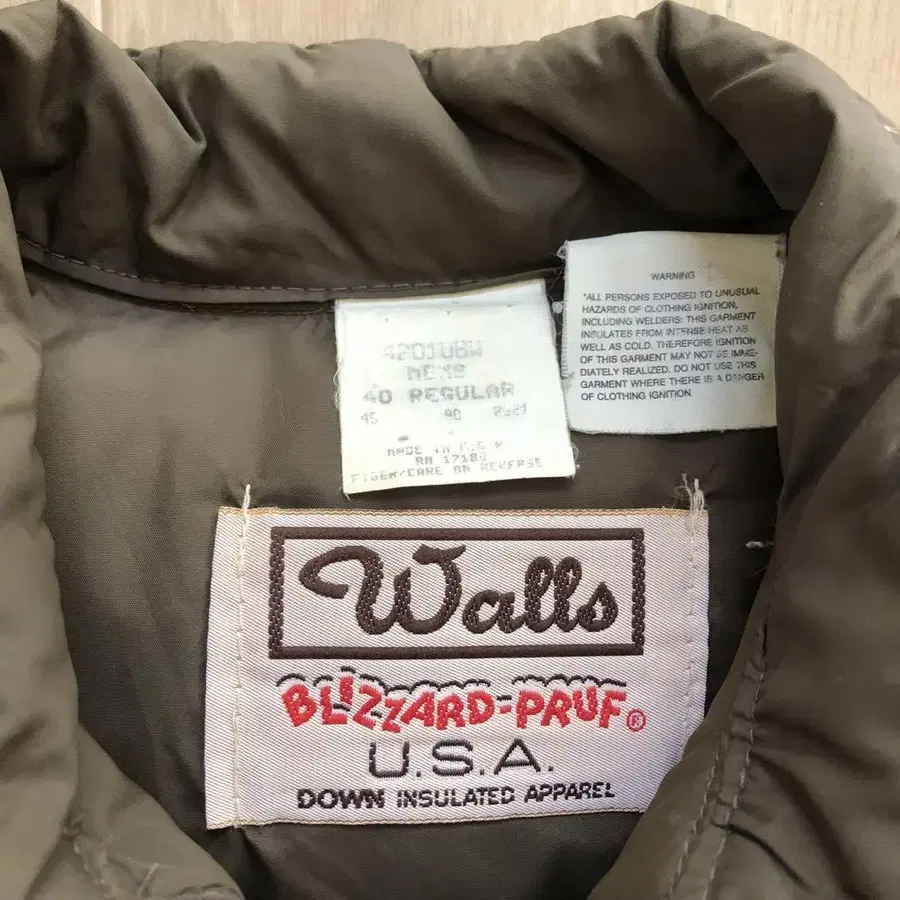 WARNING
"ALL PERSONS EXPOSED TO UNUSUAL
HAZARDS OF CLOTHING IGNITION,
INCLUDING WELDERS: THIS GARMENT
INSULATES FROM INTENSE HEAT AS
WELL AS COLD. THEREFORE IGNITION
OF THIS GARMENT MAY NOT BE IMME-
DIATELY REALIZED. DO NOT USE THIS
GARMENT WHERE THERE IS A DANGER
OF CLOTHING IGNITION.
MENS
40 REGULAR
45 90
MADE IN U.S.A
RN 17180
FIBER/CARE ON REVERSE
Walls
BLIZZARD-PRUF®
U.S.A.
DOWN INSULATED APPAREL